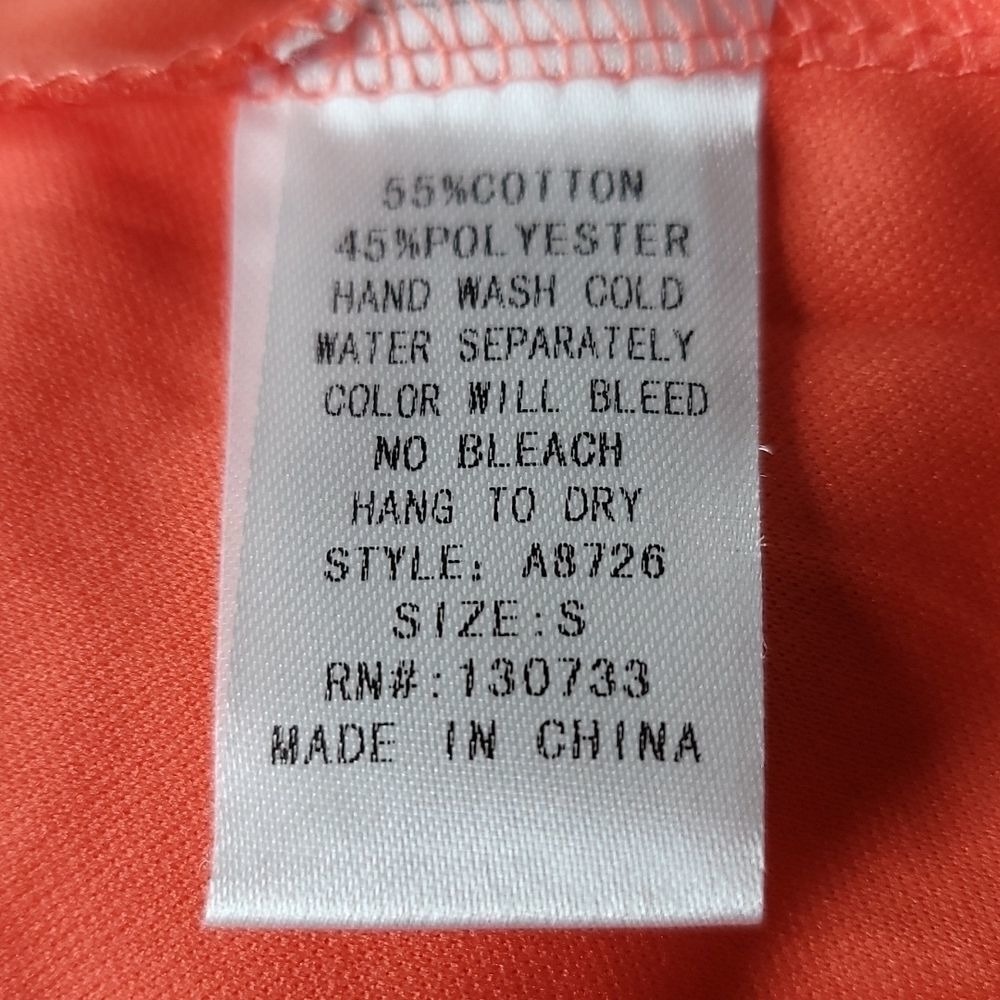 55%COTTON
45%POLYESTER
HAND WASH COLD
WATER SEPARATELY
COLOR WILL BLEED
NO BLEACH
HANG TO DRY
STYLE: A8726
SIZE:S
RN#:130733
MADE IN CHINA